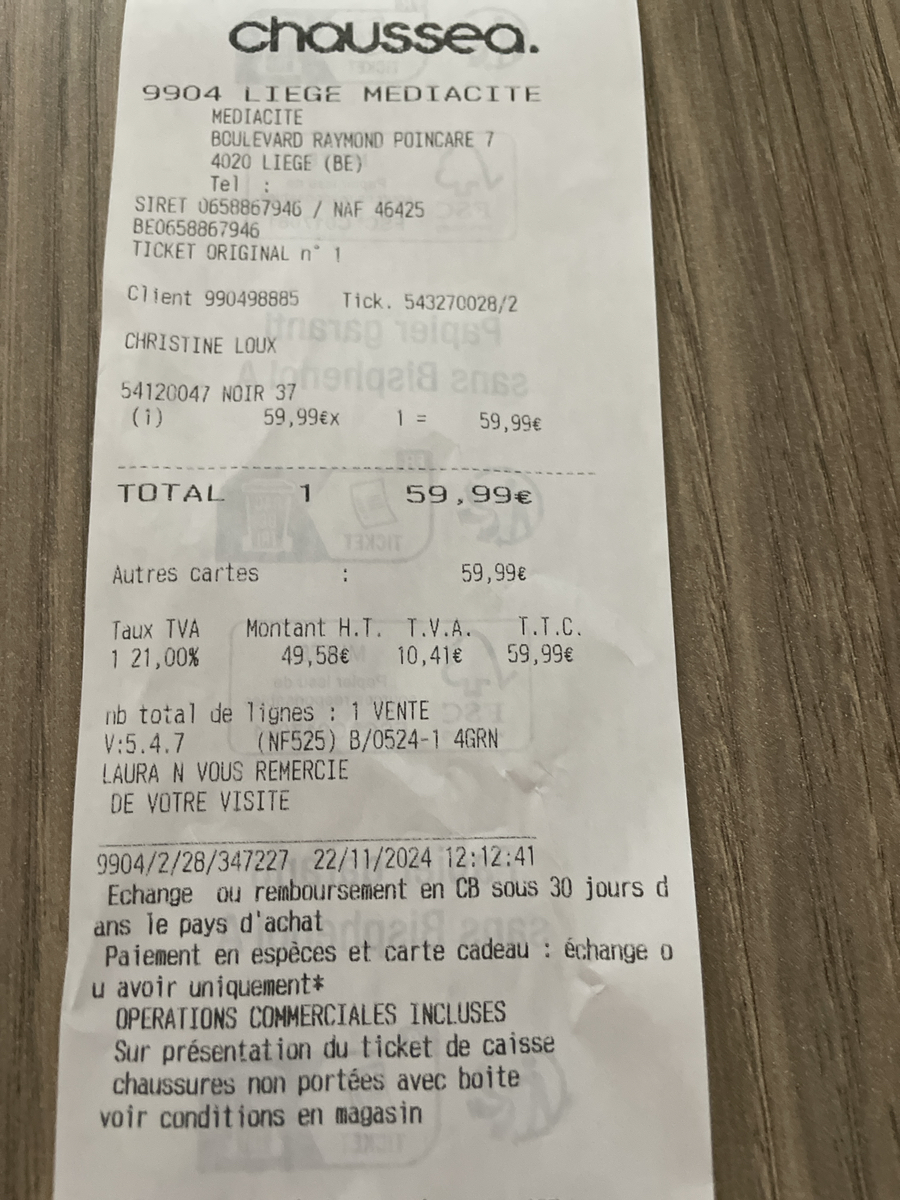 chaussea.
9904 LIEGE MEDIACITE
MEDIACITE
BOULEVARD RAYMOND POINCARE 7
4020 LIEGE (BE)
Tel :
SIRET 0658867946 / NAF 46425
BE0658867946
TICKET ORIGINAL n° 1
Client 990498885 Tick. 543270028/2
CHRISTINE LOUX
54120047 NOIR 37
(1) 59,99€x 1 = 59,99€
TOTAL 1 59,99€
Autres cartes : 59,99€
Taux TVA Montant H.T. T.V.A. T.T.C.
1 21,00% 49,58€ 10,41€ 59,99€
nb total de lignes : 1 VENTE
V:5.4.7 (NF525) B/0524-1 4GRN
LAURA N VOUS REMERCIE
DE VOTRE VISITE
9904/2/28/347227 22/11/2024 12:12:41
Echange ou remboursement en CB sous 30 jours d
ans le pays d'achat
Paiement en espèces et carte cadeau : échange o
u avoir uniquement*
OPERATIONS COMMERCIALES INCLUSES
Sur présentation du ticket de caisse
chaussures non portées avec boite
voir conditions en magasin